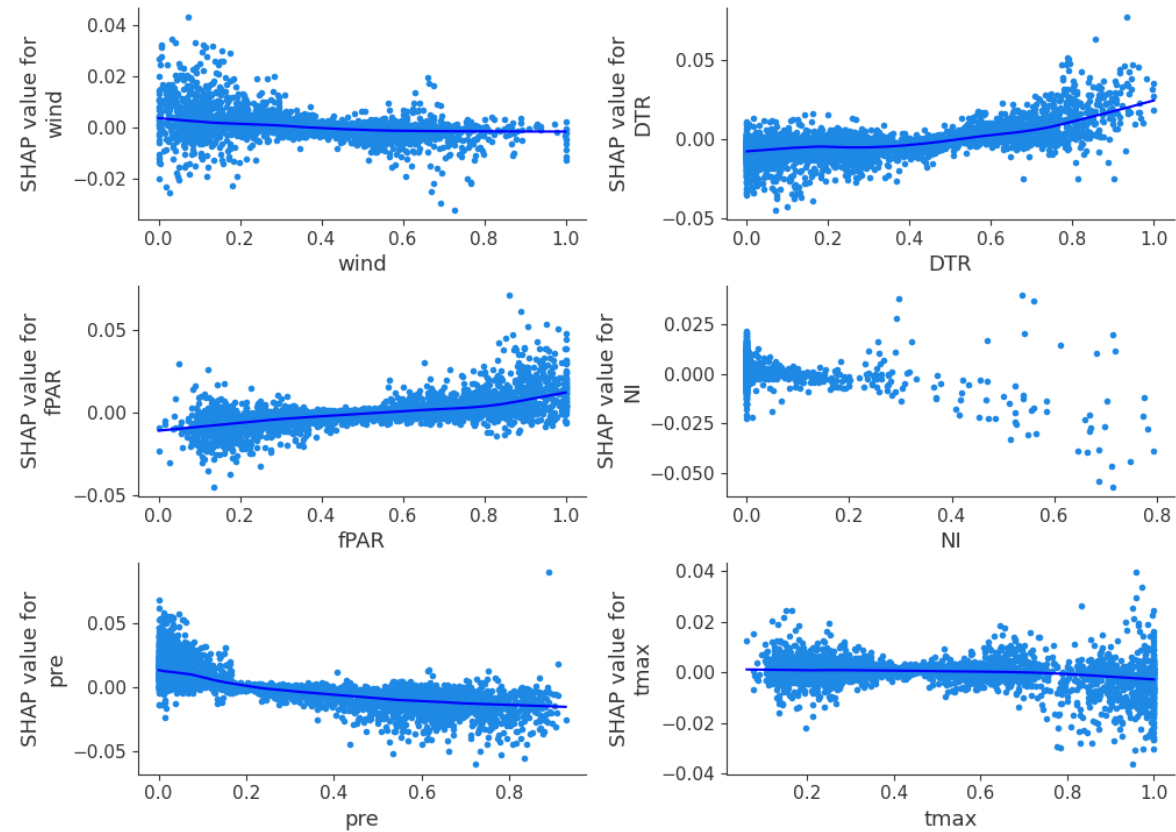 SHAP value for
wind
0.04
0.02
0.00
−0.02
0.0 0.2 0.4 0.6 0.8 1.0
wind
SHAP value for
DTR
0.05
0.00
−0.05
0.0 0.2 0.4 0.6 0.8 1.0
DTR
SHAP value for
fPAR
0.05
0.00
−0.05
0.0 0.2 0.4 0.6 0.8 1.0
fPAR
SHAP value for
NI
0.025
0.000
−0.025
−0.050
0.0 0.2 0.4 0.6 0.8
NI
SHAP value for
pre
0.05
0.00
−0.05
0.0 0.2 0.4 0.6 0.8
pre
SHAP value for
tmax
0.04
0.02
0.00
−0.02
−0.04
0.2 0.4 0.6 0.8 1.0
tmax